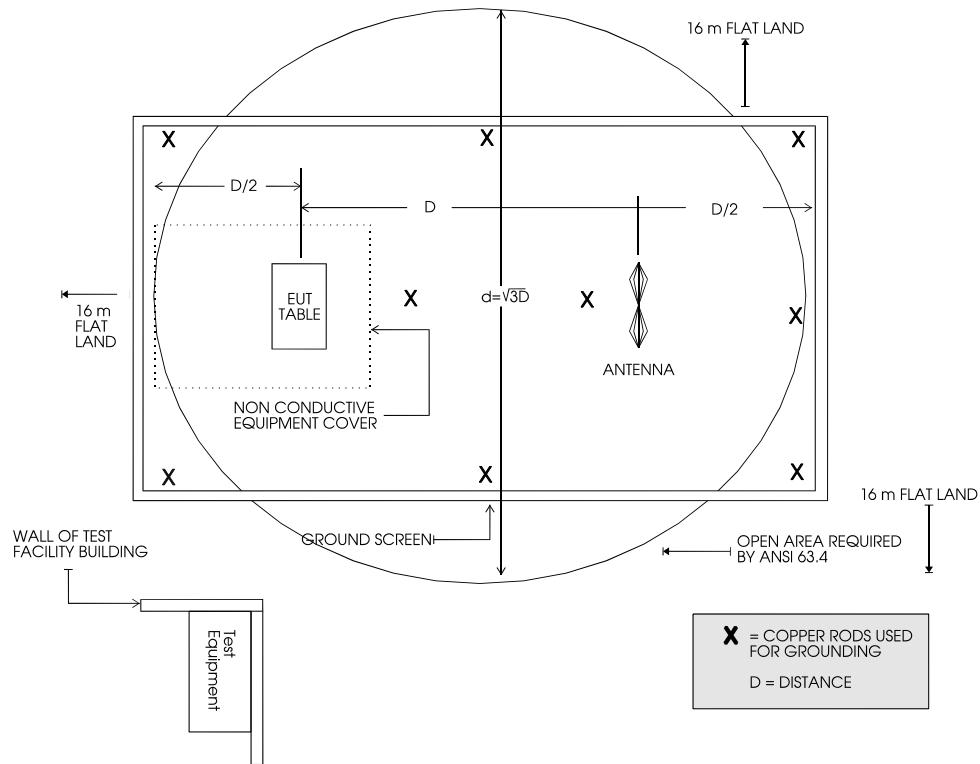 16 m FLAT LAND
X
X
X
D/2
D
D/2
EUT
TABLE
X
d=√3D
X
X
16 m
FLAT
LAND
ANTENNA
NON CONDUCTIVE
EQUIPMENT COVER
X
X
X
16 m FLAT LAND
WALL OF TEST
FACILITY BUILDING
GROUND SCREEN
OPEN AREA REQUIRED
BY ANSI 63.4
Test
Equipment
X = COPPER RODS USED
FOR GROUNDING
D = DISTANCE